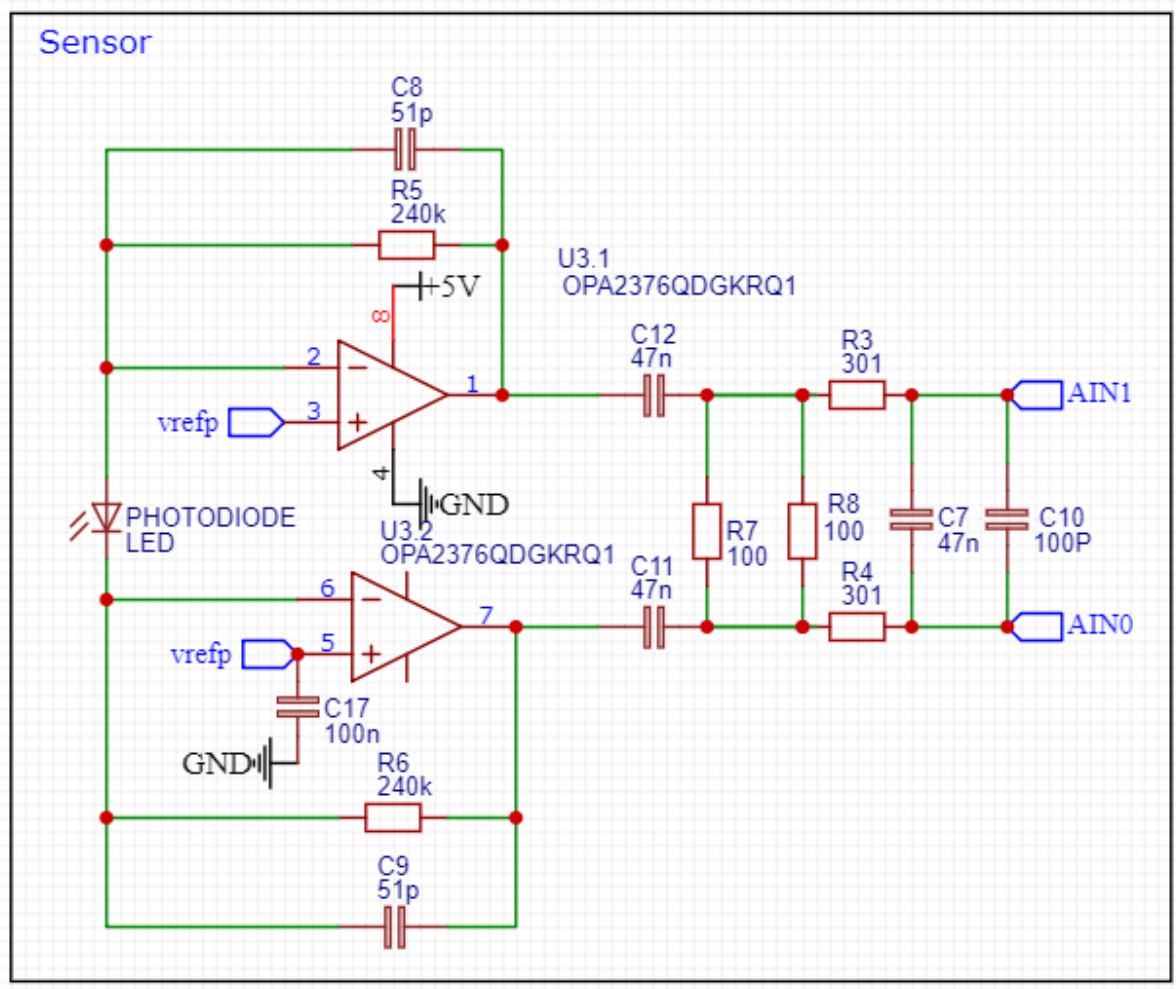 Sensor
C8
51p
R5
240k
U3.1
OPA2376QDGKRQ1
+5V
8
C12
47n
R3
301
2
1
AIN1
vrefp
3
4
GND
PHOTODIODE
LED
U3.2
OPA2376QDGKRQ1
R7
100
R8
100
C7
47n
C10
100P
C11
47n
R4
301
6
7
AIN0
vrefp
5
C17
100n
GND
R6
240k
C9
51p